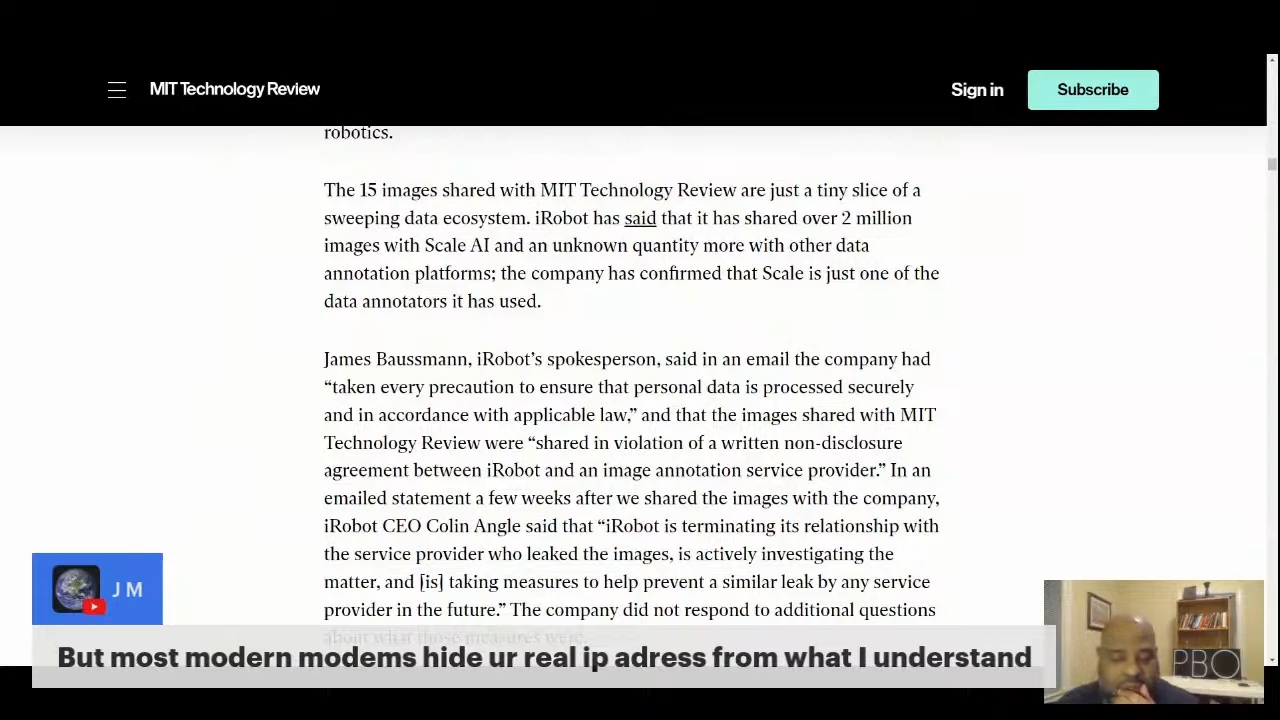 MIT Technology Review
Sign in
Subscribe
robotics.
The 15 images shared with MIT Technology Review are just a tiny slice of a
sweeping data ecosystem. iRobot has said that it has shared over 2 million
images with Scale AI and an unknown quantity more with other data
annotation platforms; the company has confirmed that Scale is just one of the
data annotators it has used.
James Baussmann, iRobot’s spokesperson, said in an email the company had
“taken every precaution to ensure that personal data is processed securely
and in accordance with applicable law,” and that the images shared with MIT
Technology Review were “shared in violation of a written non-disclosure
agreement between iRobot and an image annotation service provider.” In an
emailed statement a few weeks after we shared the images with the company,
iRobot CEO Colin Angle said that “iRobot is terminating its relationship with
the service provider who leaked the images, is actively investigating the
matter, and [is] taking measures to help prevent a similar leak by any service
provider in the future.” The company did not respond to additional questions
about what those measures were.
J M
But most modern modems hide ur real ip adress from what I understand
PBO